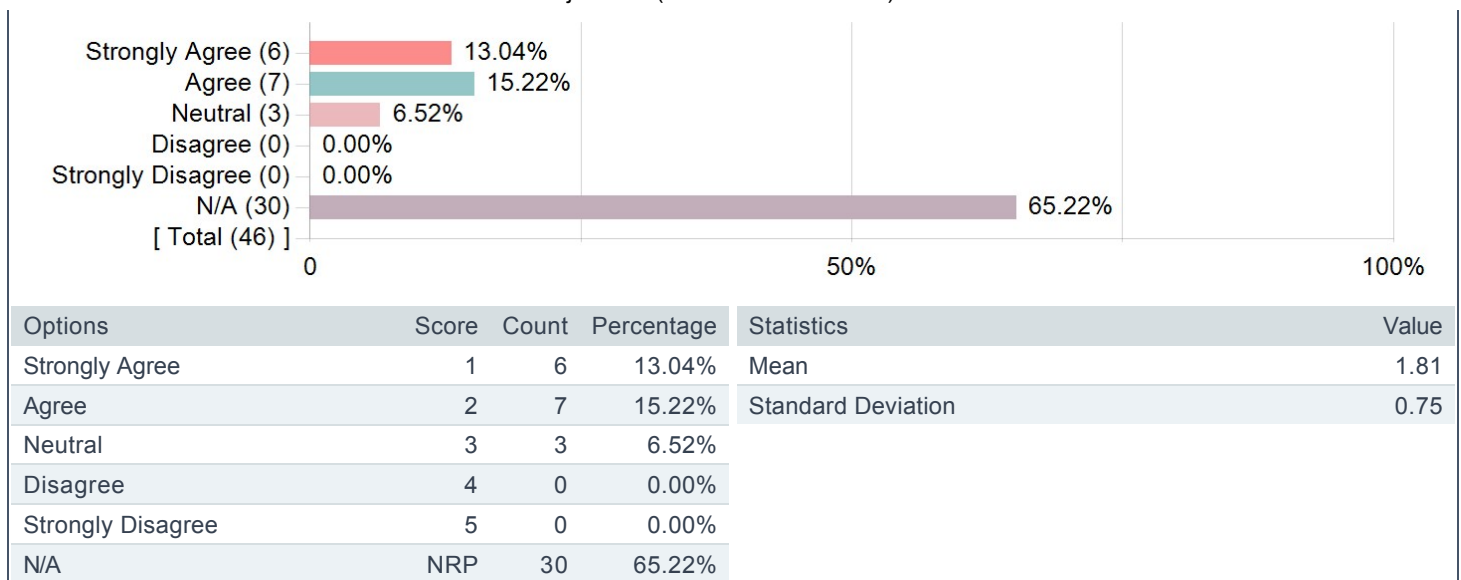 Strongly Agree (6) 13.04%
Agree (7) 15.22%
Neutral (3) 6.52%
Disagree (0) 0.00%
Strongly Disagree (0) 0.00%
N/A (30) 65.22%
[ Total (46) ]
0 50% 100%
Options Score Count Percentage Statistics Value
Strongly Agree 1 6 13.04% Mean 1.81
Agree 2 7 15.22% Standard Deviation 0.75
Neutral 3 3 6.52%
Disagree 4 0 0.00%
Strongly Disagree 5 0 0.00%
N/A NRP 30 65.22%